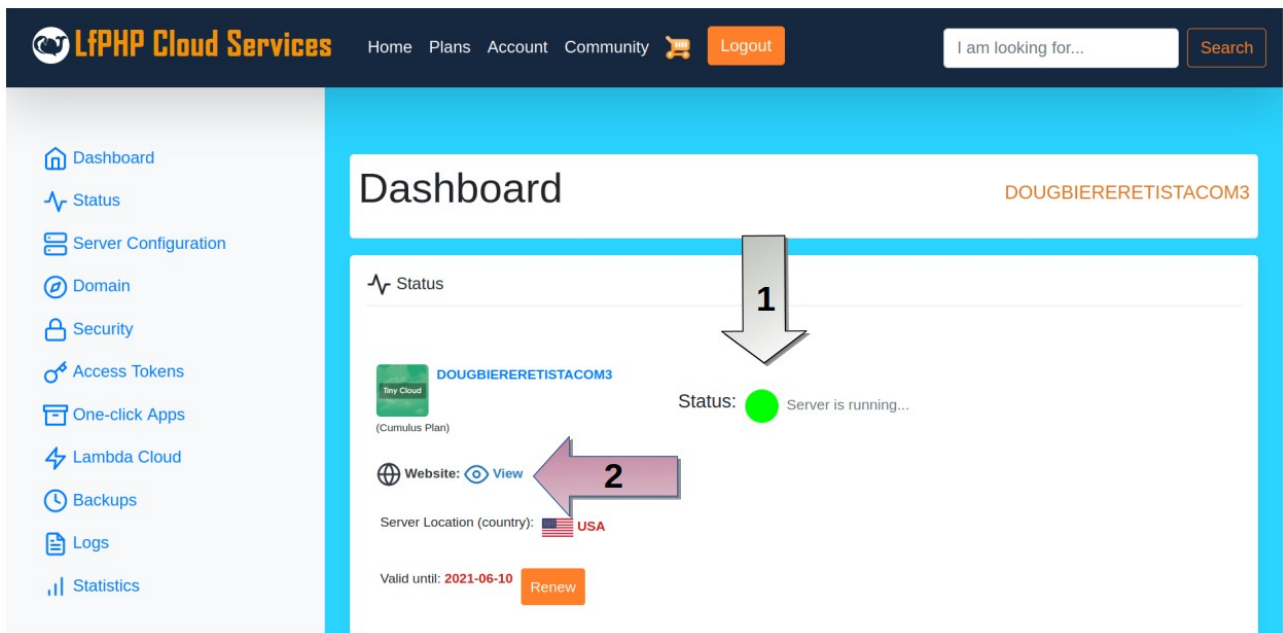 LfPHP Cloud Services Home Plans Account Community Logout I am looking for... Search
Dashboard
Status
Server Configuration
Domain
Security
Access Tokens
One-click Apps
Lambda Cloud
Backups
Logs
Statistics
Dashboard DOUGBIERERETISTACOM3
Status
1
Tiny Cloud
DOUGBIERERETISTACOM3
(Cumulus Plan)
Status: Server is running...
Website: View
2
Server Location (country): USA
Valid until: 2021-06-10 Renew